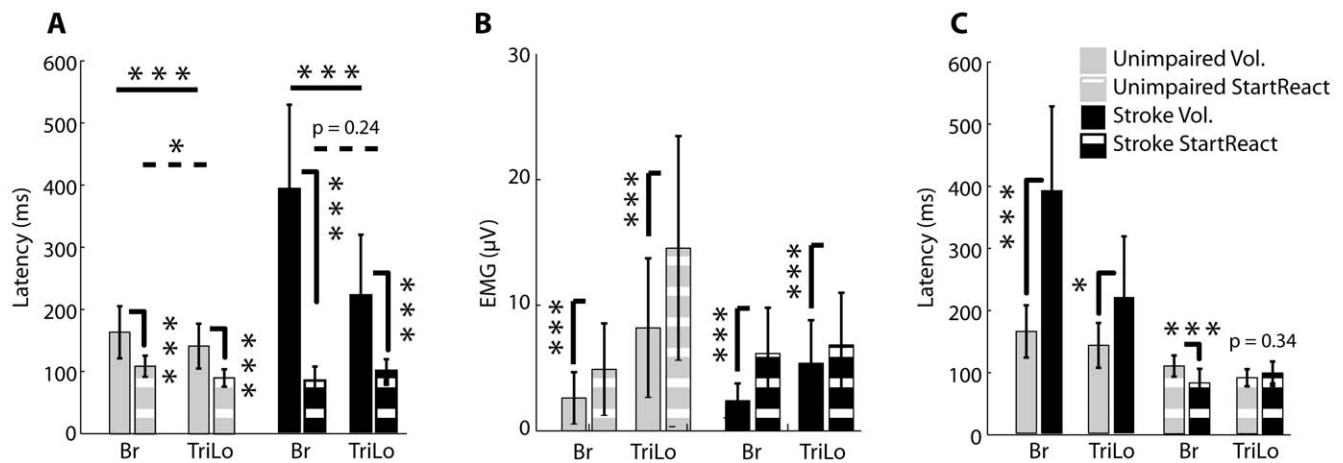 A
Latency (ms)
600
500
400
300
200
100
0
* * *
*
* * *
* * *
* * *
p = 0.24
* * *
* * *
Br
TriLo
Br
TriLo
B
EMG (µV)
30
20
10
0
* * *
* * *
* * *
* * *
Br
TriLo
Br
TriLo
C
Unimpaired Vol.
Unimpaired StartReact
Stroke Vol.
Stroke StartReact
Latency (ms)
600
500
400
300
200
100
0
* * *
*
* * *
p = 0.34
Br
TriLo
Br
TriLo